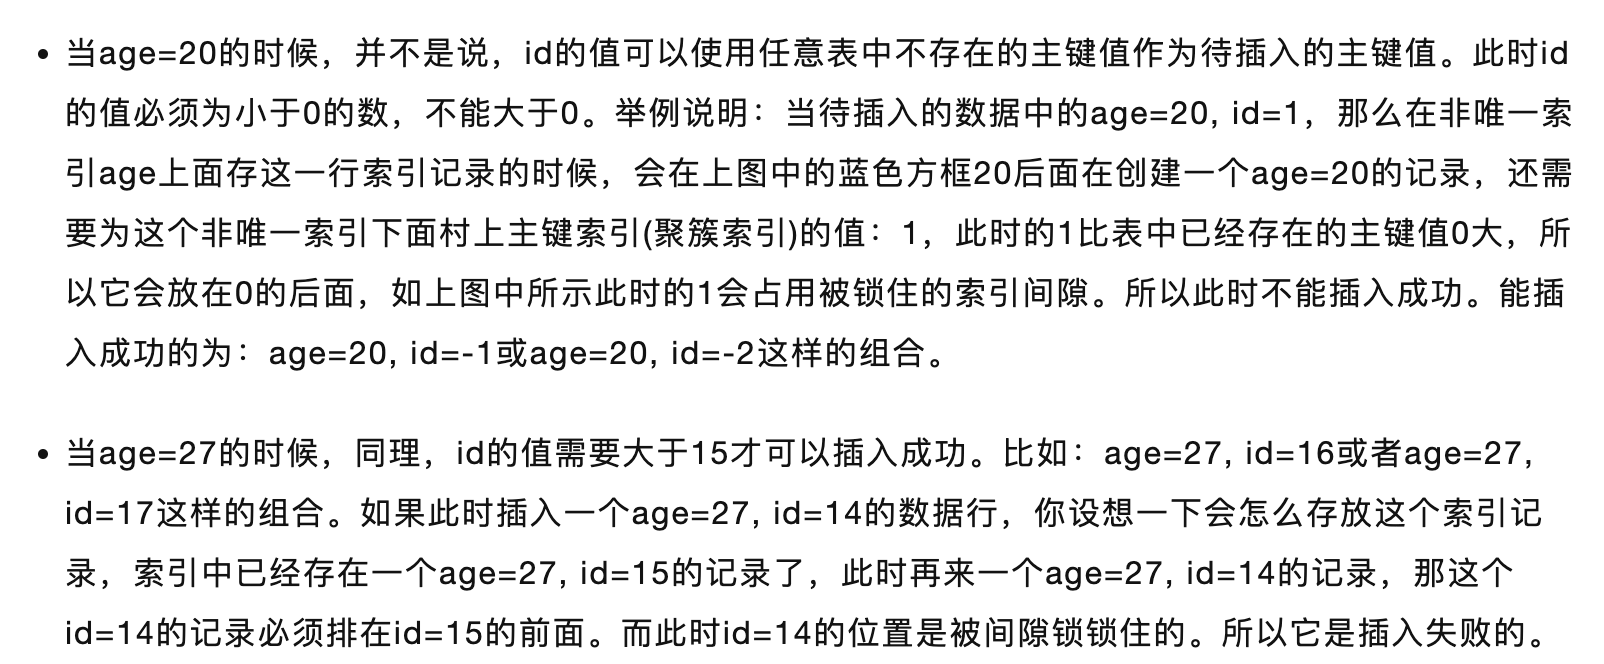 • 当age=20的时候，并不是说，id的值可以使用任意表中不存在的主键值作为待插入的主键值。此时id
的值必须为小于0的数，不能大于0。举例说明：当待插入的数据中的age=20, id=1，那么在非唯一索
引age上面存这一行索引记录的时候，会在上图中的蓝色方框20后面在创建一个age=20的记录，还需
要为这个非唯一索引下面村上主键索引(聚簇索引)的值：1，此时的1比表中已经存在的主键值0大，所
以它会放在0的后面，如上图中所示此时的1会占用被锁住的索引间隙。所以此时不能插入成功。能插
入成功的为：age=20, id=-1或age=20, id=-2这样的组合。
• 当age=27的时候，同理，id的值需要大于15才可以插入成功。比如：age=27, id=16或者age=27,
id=17这样的组合。如果此时插入一个age=27, id=14的数据行，你设想一下会怎么存放这个索引记
录，索引中已经存在一个age=27, id=15的记录了，此时再来一个age=27, id=14的记录，那这个
id=14的记录必须排在id=15的前面。而此时id=14的位置是被间隙锁锁住的。所以它是插入失败的。